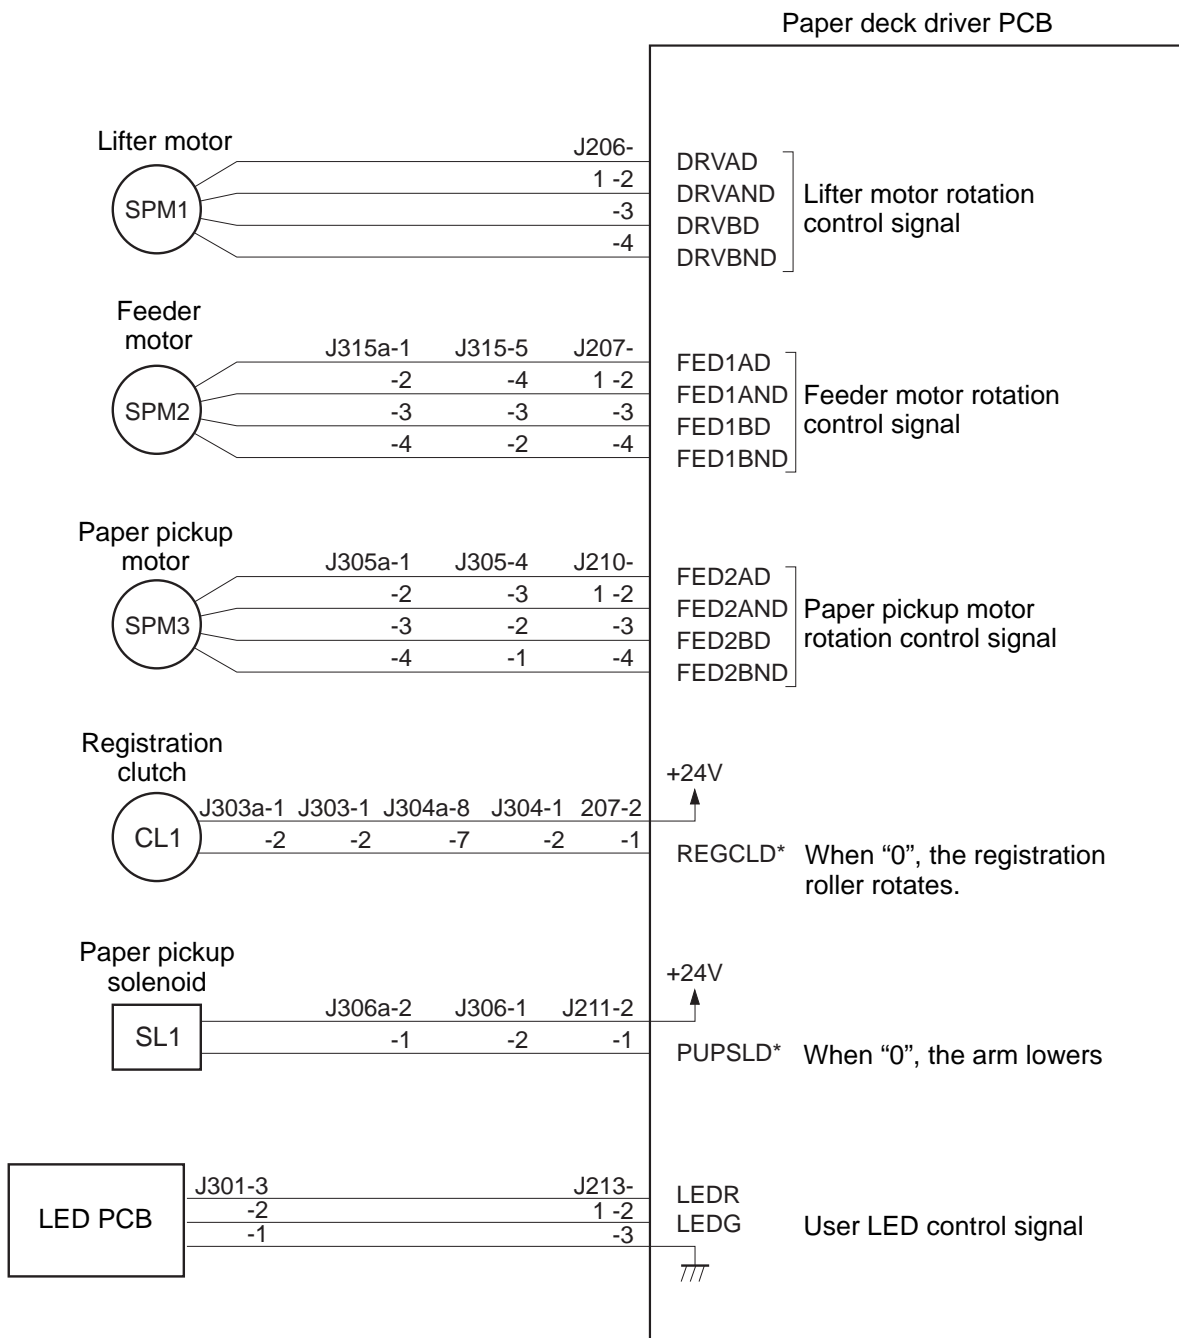 Paper deck driver PCB
Lifter motor
SPM1
J206-
1 -2
-3
-4
DRVAD
DRVAND
DRVBD
DRVBND
Lifter motor rotation
control signal
Feeder
motor
SPM2
J315a-1 J315-5 J207-
-2 -4 1 -2
-3 -3 -3
-4 -2 -4
FED1AD
FED1AND
FED1BD
FED1BND
Feeder motor rotation
control signal
Paper pickup
motor
SPM3
J305a-1 J305-4 J210-
-2 -3 1 -2
-3 -2 -3
-4 -1 -4
FED2AD
FED2AND
FED2BD
FED2BND
Paper pickup motor
rotation control signal
Registration
clutch
CL1
J303a-1 J303-1 J304a-8 J304-1 207-2
-2 -2 -7 -2 -1
+24V
REGCLD*
When “0”, the registration
roller rotates.
Paper pickup
solenoid
SL1
J306a-2 J306-1 J211-2
-1 -2 -1
+24V
PUPSLD*
When “0”, the arm lowers
LED PCB
J301-3 J213-
-2 1 -2
-1 -3
LEDR
LEDG
User LED control signal